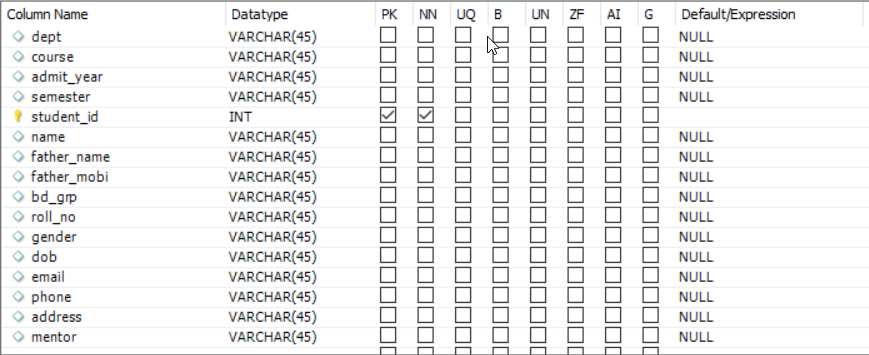 Column Name Datatype PK NN UQ B UN ZF AI G Default/Expression
dept VARCHAR(45) NULL
course VARCHAR(45) NULL
admit_year VARCHAR(45) NULL
semester VARCHAR(45) NULL
student_id INT
name VARCHAR(45) NULL
father_name VARCHAR(45) NULL
father_mobi VARCHAR(45) NULL
bd_grp VARCHAR(45) NULL
roll_no VARCHAR(45) NULL
gender VARCHAR(45) NULL
dob VARCHAR(45) NULL
email VARCHAR(45) NULL
phone VARCHAR(45) NULL
address VARCHAR(45) NULL
mentor VARCHAR(45) NULL